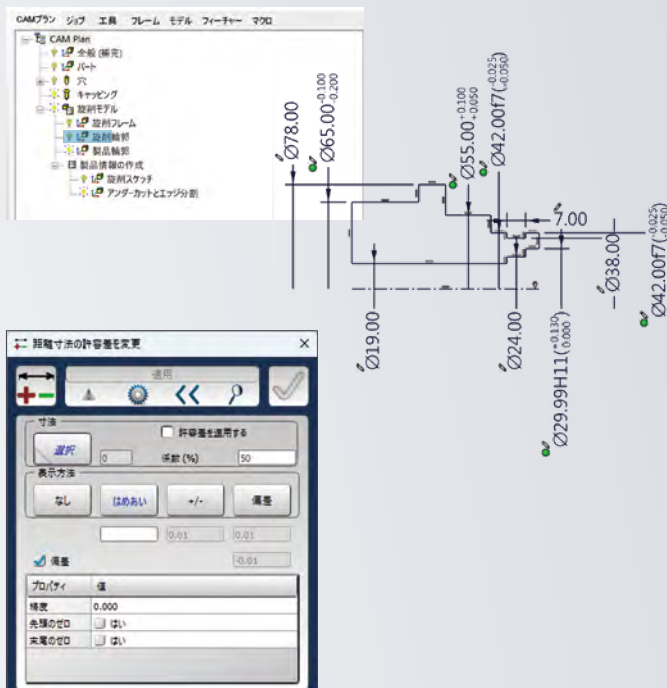 CAMプラン ジョブ 工具 フレーム モデル フィーチャー マクロ
CAM Plan
全般 (補完)
パート
穴
キャッピング
旋削モデル
旋削フレーム
旋削輪郭
製品輪郭
製品情報の作成
旋削スケッチ
アンダーカットとエッジ分割
Ø78.00
Ø65.00 -0.100 -0.200
Ø55.00 +0.100 +0.050
Ø42.00f7(-0.025 -0.050)
7.00
Ø19.00
Ø24.00
Ø29.99H11(+0.130 0.000)
Ø38.00
Ø42.00f7(-0.025 -0.050)
距離寸法の許容差を変更
適用
寸法
選択
許容差を適用する
0
係数 (%)
50
表示方法
なし はめあい +/- 偏差
0.01 0.01
偏差
-0.01
プロパティ 値
精度 0.000
先頭のゼロ はい
末尾のゼロ はい